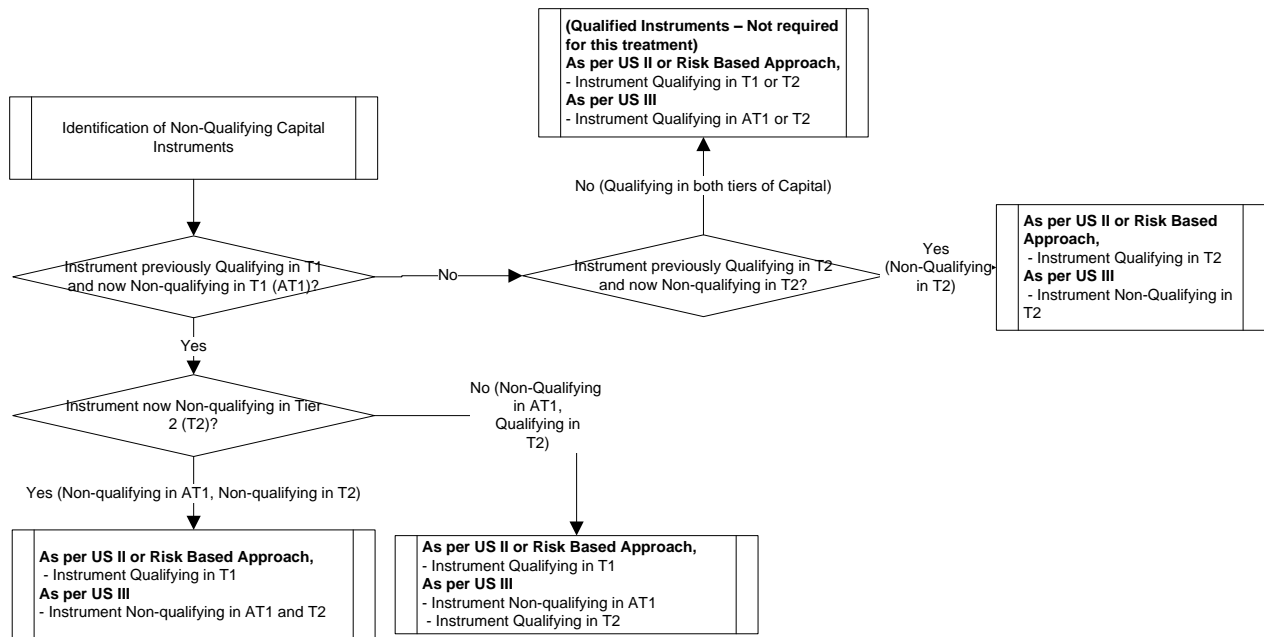 (Qualified Instruments – Not required
for this treatment)
As per US II or Risk Based Approach,
- Instrument Qualifying in T1 or T2
As per US III
- Instrument Qualifying in AT1 or T2
Identification of Non-Qualifying Capital
Instruments
No (Qualifying in both tiers of Capital)
Instrument previously Qualifying in T1
and now Non-qualifying in T1 (AT1)?
No
Instrument previously Qualifying in T2
and now Non-qualifying in T2?
Yes
(Non-Qualifying
in T2)
As per US II or Risk Based
Approach,
- Instrument Qualifying in T2
As per US III
- Instrument Non-Qualifying in
T2
Yes
Instrument now Non-qualifying in Tier
2 (T2)?
No (Non-Qualifying
in AT1,
Qualifying in
T2)
Yes (Non-qualifying in AT1, Non-qualifying in T2)
As per US II or Risk Based Approach,
- Instrument Qualifying in T1
As per US III
- Instrument Non-qualifying in AT1 and T2
As per US II or Risk Based Approach,
- Instrument Qualifying in T1
As per US III
- Instrument Non-qualifying in AT1
- Instrument Qualifying in T2